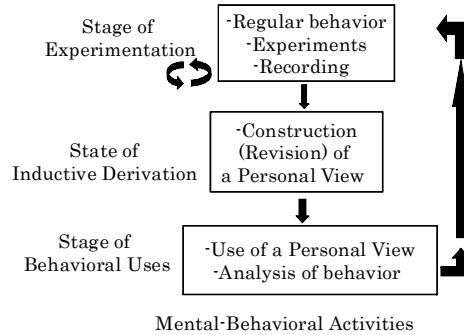 Stage of
Experimentation
-Regular behavior
-Experiments
-Recording
State of
Inductive Derivation
-Construction
(Revision) of
a Personal View
Stage of
Behavioral Uses
-Use of a Personal View
-Analysis of behavior
Mental-Behavioral Activities